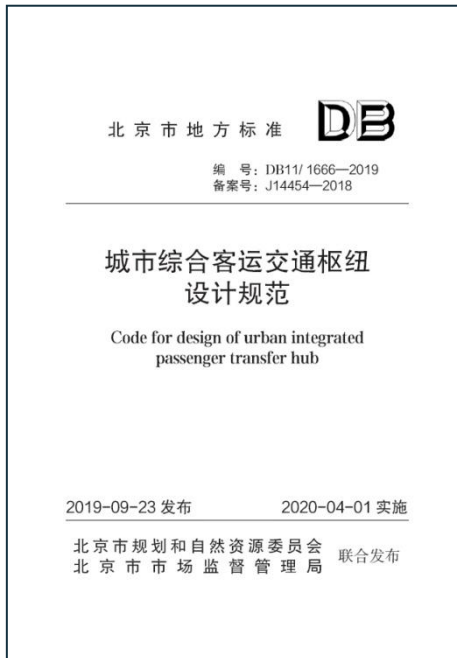 北京市地方标准 DB
编 号：DB11/ 1666—2019
备案号：J14454—2018
城市综合客运交通枢纽
设计规范
Code for design of urban integrated
passenger transfer hub
2019-09-23 发布 2020-04-01 实施
北京市规划和自然资源委员会
北京市市场监督管理局
联合发布